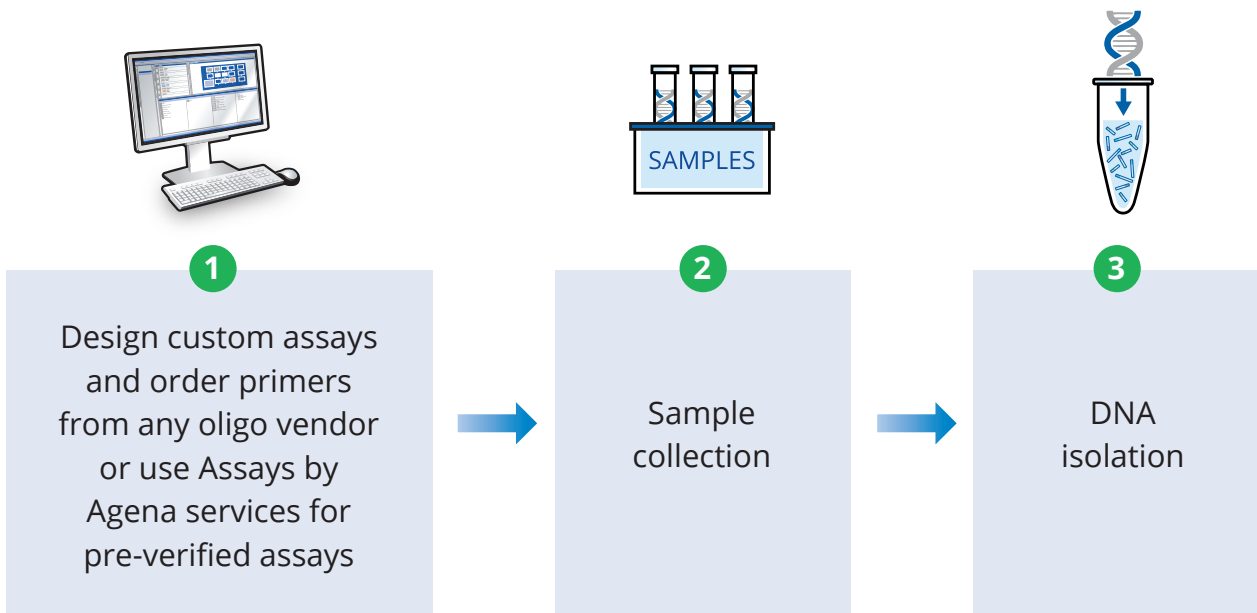 SAMPLES
1
2
3
Design custom assays
and order primers
from any oligo vendor
or use Assays by
Agena services for
pre-verified assays
Sample
collection
DNA
isolation